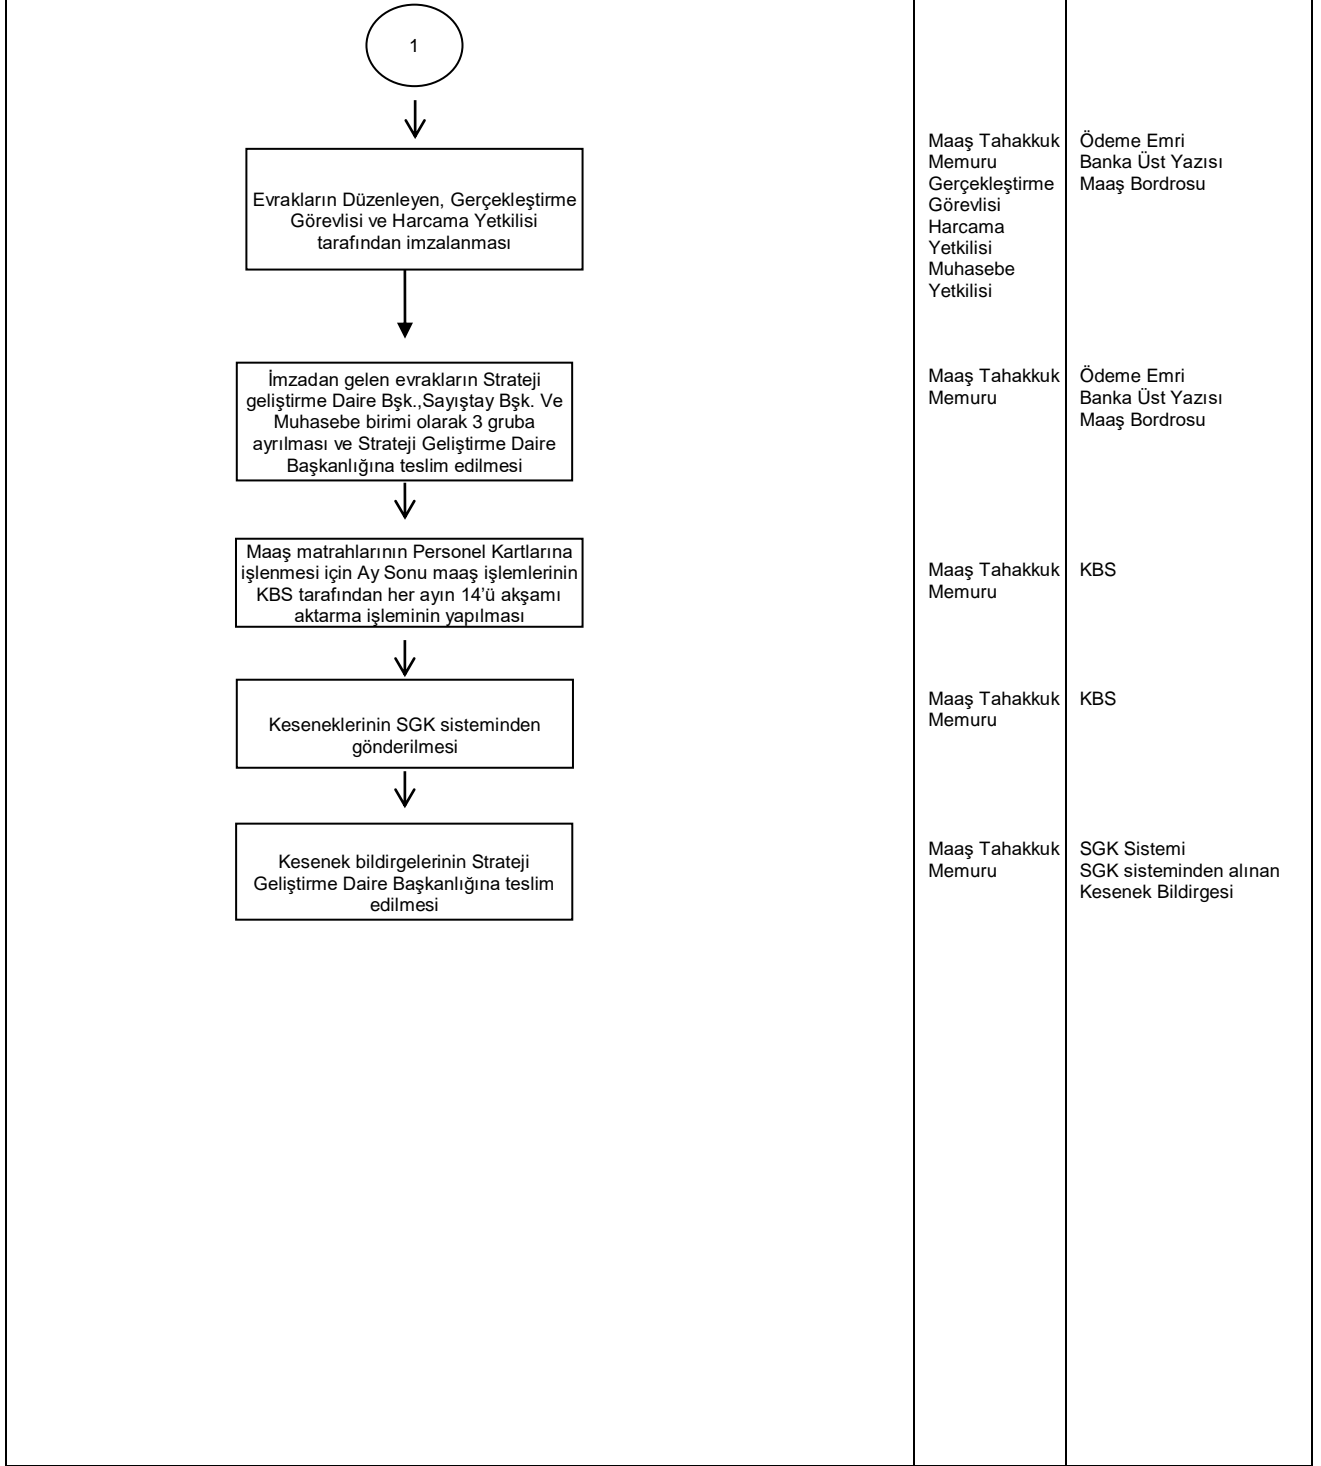 1
Evrakların Düzenleyen, Gerçekleştirme
Görevlisi ve Harcama Yetkilisi
tarafından imzalanması
Maaş Tahakkuk
Memuru
Gerçekleştirme
Görevlisi
Harcama
Yetkilisi
Muhasebe
Yetkilisi
Ödeme Emri
Banka Üst Yazısı
Maaş Bordrosu
İmzadan gelen evrakların Strateji
geliştirme Daire Bşk.,Sayıştay Bşk. Ve
Muhasebe birimi olarak 3 gruba
ayrılması ve Strateji Geliştirme Daire
Başkanlığına teslim edilmesi
Maaş Tahakkuk
Memuru
Ödeme Emri
Banka Üst Yazısı
Maaş Bordrosu
Maaş matrahlarının Personel Kartlarına
işlenmesi için Ay Sonu maaş işlemlerinin
KBS tarafından her ayın 14’ü akşamı
aktarma işleminin yapılması
Maaş Tahakkuk
Memuru
KBS
Keseneklerinin SGK sisteminden
gönderilmesi
Maaş Tahakkuk
Memuru
KBS
Kesenek bildirgelerinin Strateji
Geliştirme Daire Başkanlığına teslim
edilmesi
Maaş Tahakkuk
Memuru
SGK Sistemi
SGK sisteminden alınan
Kesenek Bildirgesi